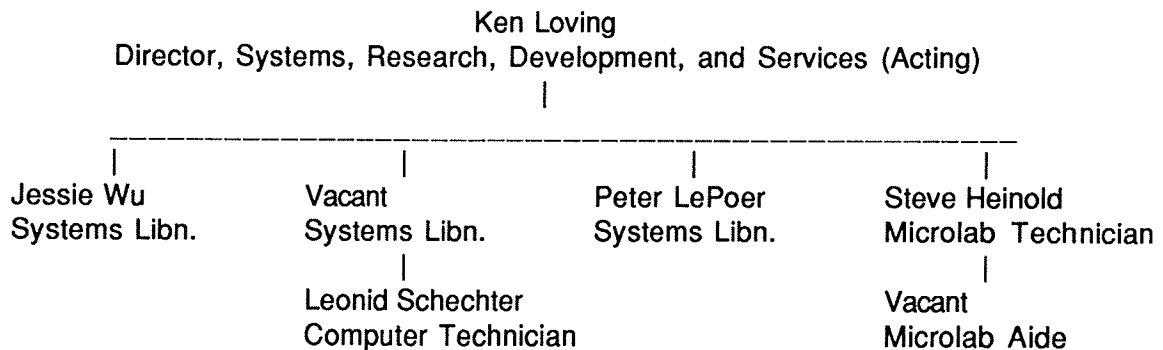 Ken Loving
Director, Systems, Research, Development, and Services (Acting)
Jessie Wu
Systems Libn.
Vacant
Systems Libn.
Peter LePoer
Systems Libn.
Steve Heinold
Microlab Technician
Leonid Schechter
Computer Technician
Vacant
Microlab Aide